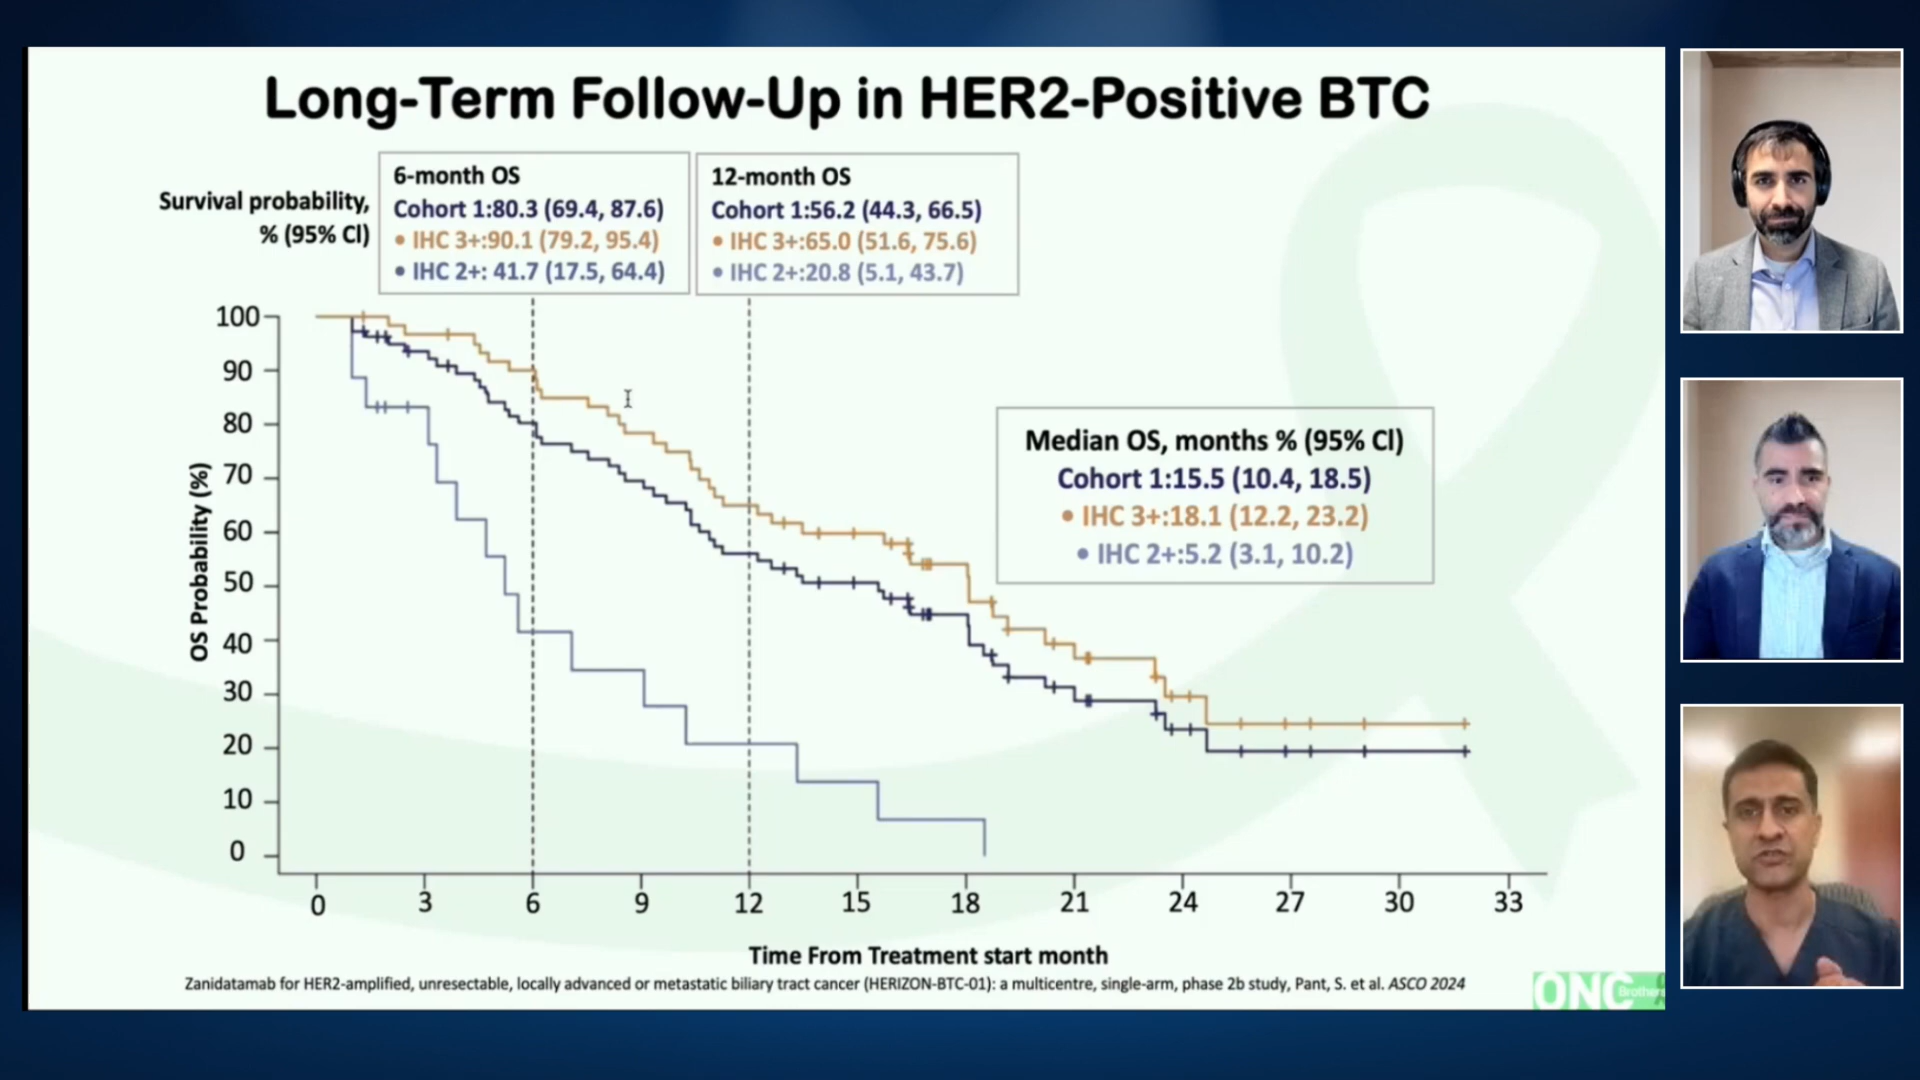 Long-Term Follow-Up in HER2-Positive BTC
Survival probability,
% (95% CI)
6-month OS
Cohort 1:80.3 (69.4, 87.6)
• IHC 3+:90.1 (79.2, 95.4)
• IHC 2+: 41.7 (17.5, 64.4)
12-month OS
Cohort 1:56.2 (44.3, 66.5)
• IHC 3+:65.0 (51.6, 75.6)
• IHC 2+:20.8 (5.1, 43.7)
OS Probability (%)
100
90
80
70
60
50
40
30
20
10
0
Median OS, months % (95% CI)
Cohort 1:15.5 (10.4, 18.5)
• IHC 3+:18.1 (12.2, 23.2)
• IHC 2+:5.2 (3.1, 10.2)
0 3 6 9 12 15 18 21 24 27 30 33
Time From Treatment start month
Zanidatamab for HER2-amplified, unresectable, locally advanced or metastatic biliary tract cancer (HERIZON-BTC-01): a multicentre, single-arm, phase 2b study, Pant, S. et al. ASCO 2024
ONC Brothers